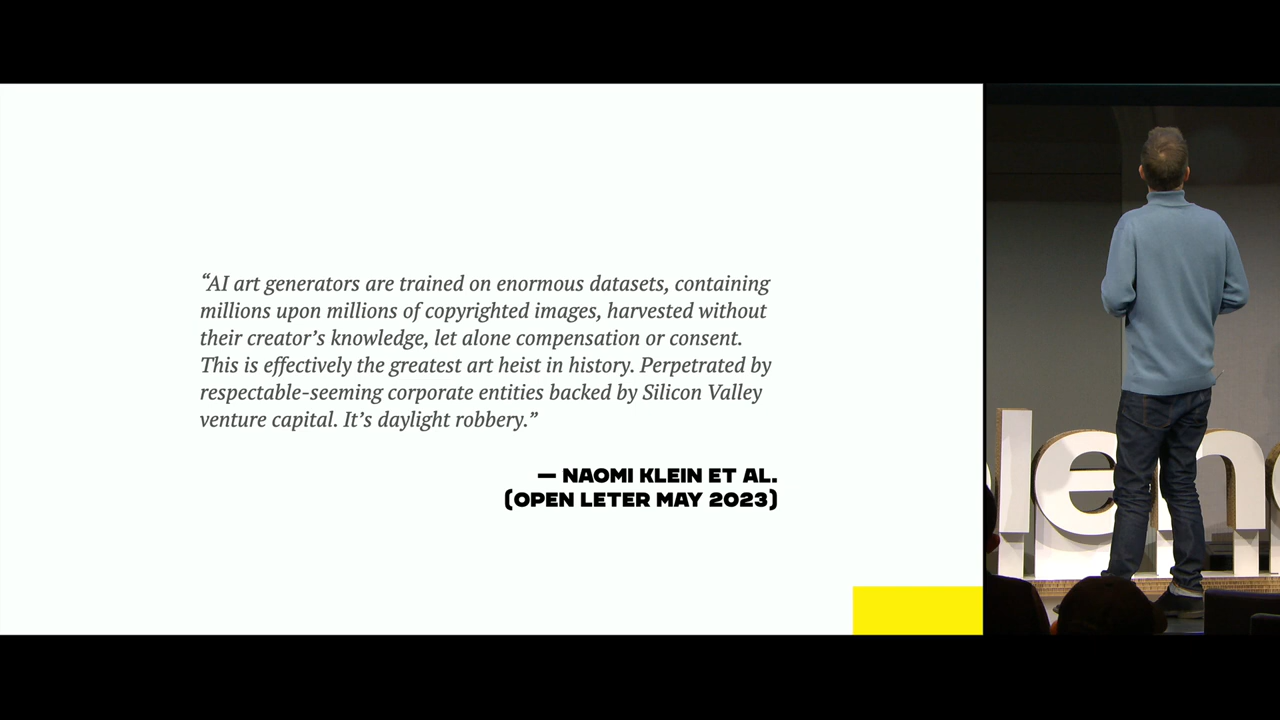 “AI art generators are trained on enormous datasets, containing
millions upon millions of copyrighted images, harvested without
their creator’s knowledge, let alone compensation or consent.
This is effectively the greatest art heist in history. Perpetrated by
respectable-seeming corporate entities backed by Silicon Valley
venture capital. It’s daylight robbery.”
— NAOMI KLEIN ET AL.
(OPEN LETER MAY 2023)